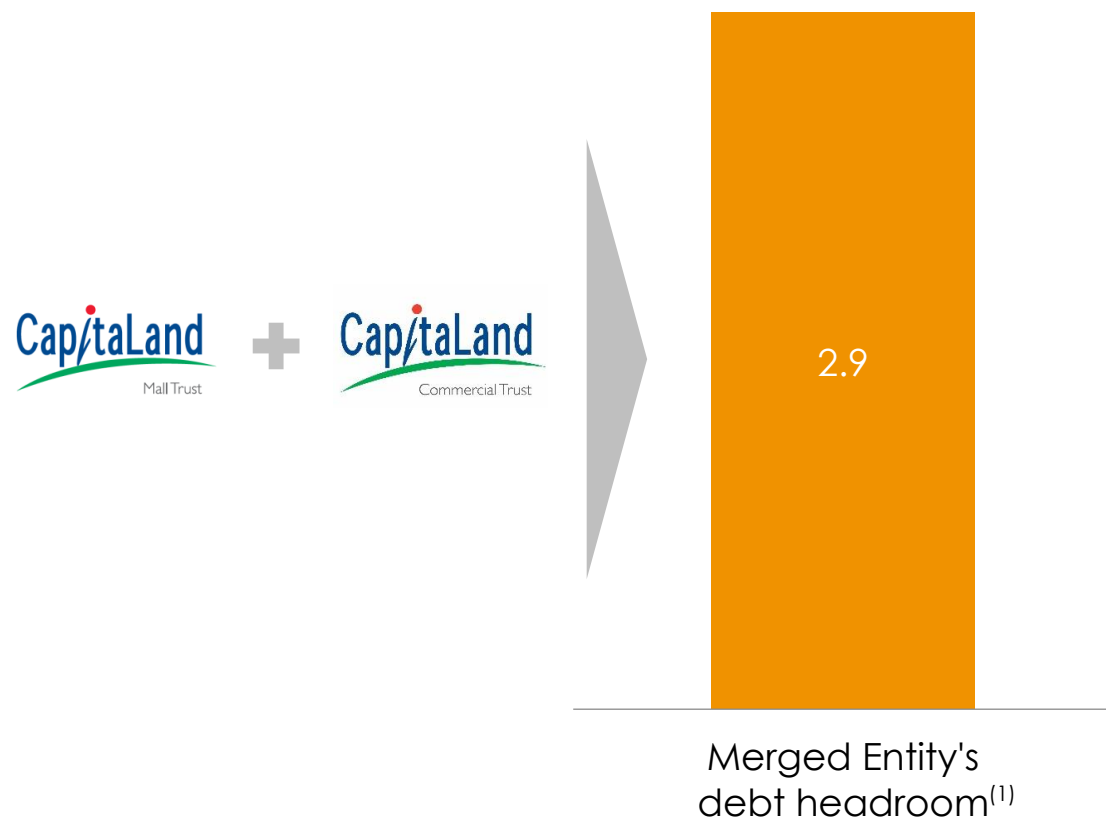 CapitaLand
Mall Trust
CapitaLand
Commercial Trust
2.9
Merged Entity's
debt headroom(1)